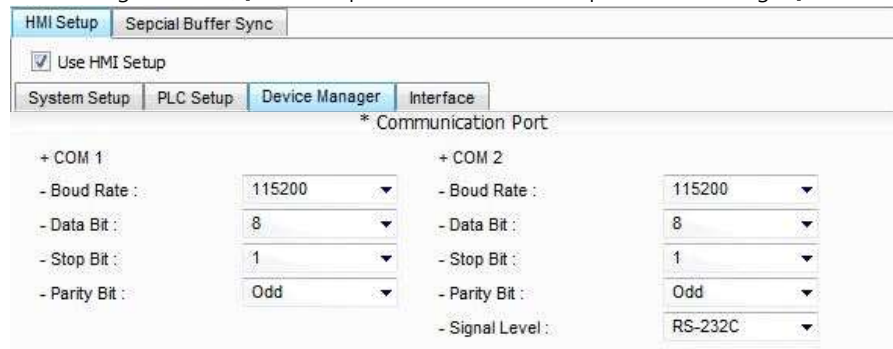 HMI Setup Sepcial Buffer Sync
Use HMI Setup
System Setup PLC Setup Device Manager Interface
* Communication Port
+ COM 1 + COM 2
- Boud Rate : 115200 - Boud Rate : 115200
- Data Bit : 8 - Data Bit : 8
- Stop Bit : 1 - Stop Bit : 1
- Parity Bit : Odd - Parity Bit : Odd
- Signal Level : RS-232C